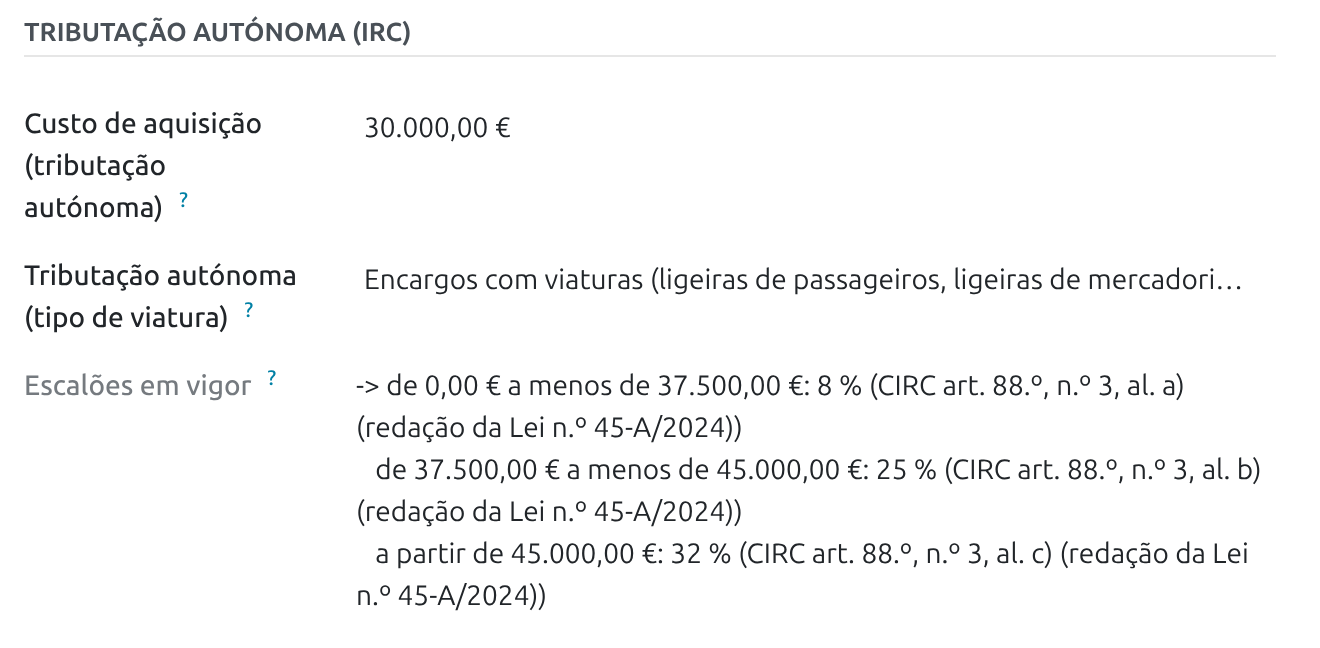 TRIBUTAÇÃO AUTÓNOMA (IRC)
Custo de aquisição
(tributação
autónoma) ?
30.000,00 €
Tributação autónoma
(tipo de viatura) ?
Encargos com viaturas (ligeiras de passageiros, ligeiras de mercadori…
Escalões em vigor ?
-> de 0,00 € a menos de 37.500,00 €: 8 % (CIRC art. 88.º, n.º 3, al. a)
(redação da Lei n.º 45-A/2024))
de 37.500,00 € a menos de 45.000,00 €: 25 % (CIRC art. 88.º, n.º 3, al. b)
(redação da Lei n.º 45-A/2024))
a partir de 45.000,00 €: 32 % (CIRC art. 88.º, n.º 3, al. c) (redação da Lei
n.º 45-A/2024))